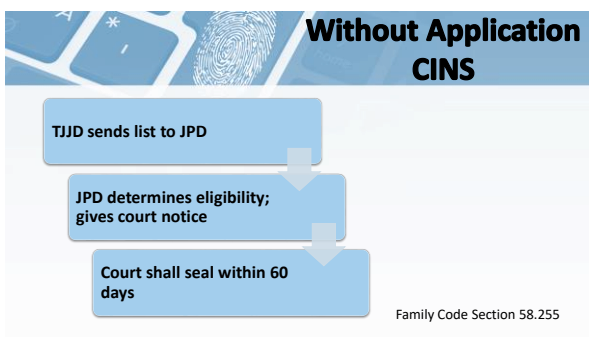 Without Application
CINS
TJJD sends list to JPD
JPD determines eligibility;
gives court notice
Court shall seal within 60
days
Family Code Section 58.255